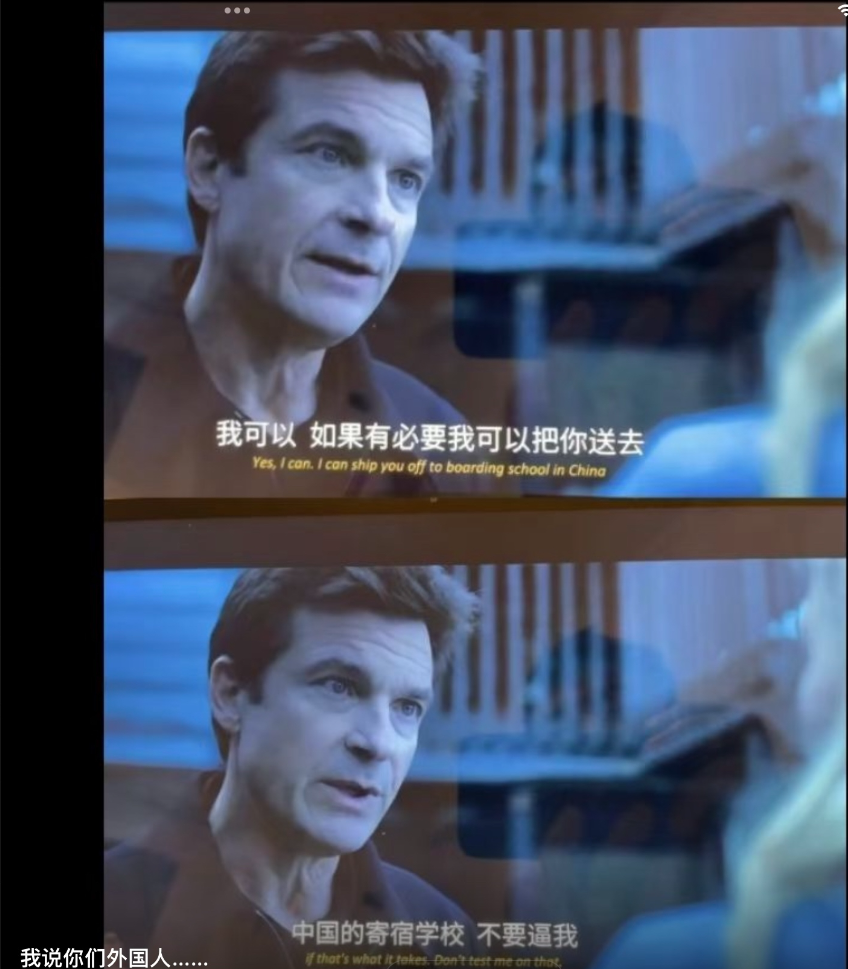 我可以 如果有必要我可以把你送去
Yes, I can. I can ship you off to boarding school in China
中国的寄宿学校 不要逼我
if that's what it takes. Don't test me on that,
我说你们外国人......